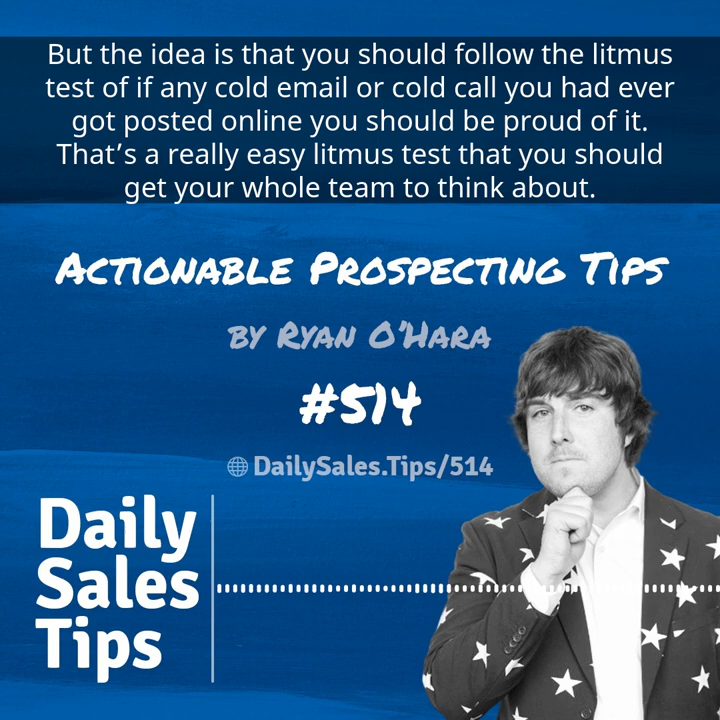 But the idea is that you should follow the litmus
test of if any cold email or cold call you had ever
got posted online you should be proud of it.
That’s a really easy litmus test that you should
get your whole team to think about.
Actionable Prospecting Tips
by Ryan O'Hara
#514
DailySales.Tips/514
Daily
Sales
Tips